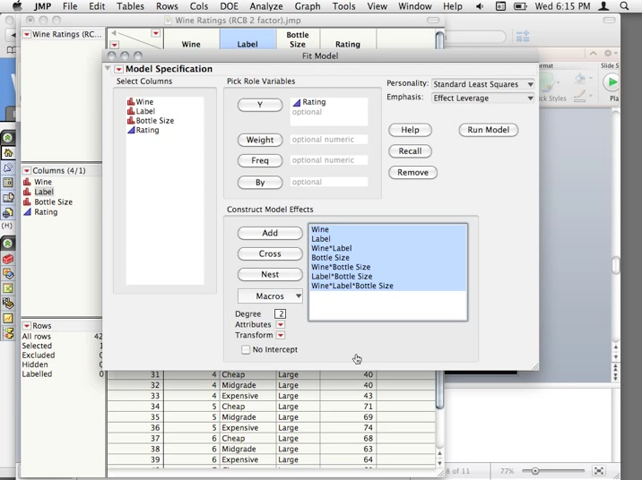 JMP File Edit Tables Rows Cols DOE Analyze Graph Tools View Window Help Wed 6:15 PM
Wine Ratings (RCB 2 factor).jmp
Wine Ratings (RC...
Wine Label Bottle Size Rating
Fit Model
Model Specification
Select Columns
Wine
Label
Bottle Size
Rating
Pick Role Variables
Y Rating
optional
Weight optional numeric
Freq optional numeric
By optional
Personality: Standard Least Squares
Emphasis: Effect Leverage
Help Run Model
Recall
Remove
Construct Model Effects
Add
Cross
Nest
Macros
Degree 2
Attributes
Transform
No Intercept
Wine
Label
Wine*Label
Bottle Size
Wine*Bottle Size
Label*Bottle Size
Wine*Label*Bottle Size
Columns (4/1)
Wine
Label
Bottle Size
Rating
Rows
All rows 42
Selected
Excluded
Hidden
Labelled
31 4 Cheap Large 40
32 4 Midgrade Large 40
33 4 Expensive Large 43
34 5 Cheap Large 71
35 5 Midgrade Large 69
36 5 Expensive Large 74
37 6 Cheap Large 68
38 6 Midgrade Large 63
39 6 Expensive Large 64
Slide S
Play
8 of 11 77%